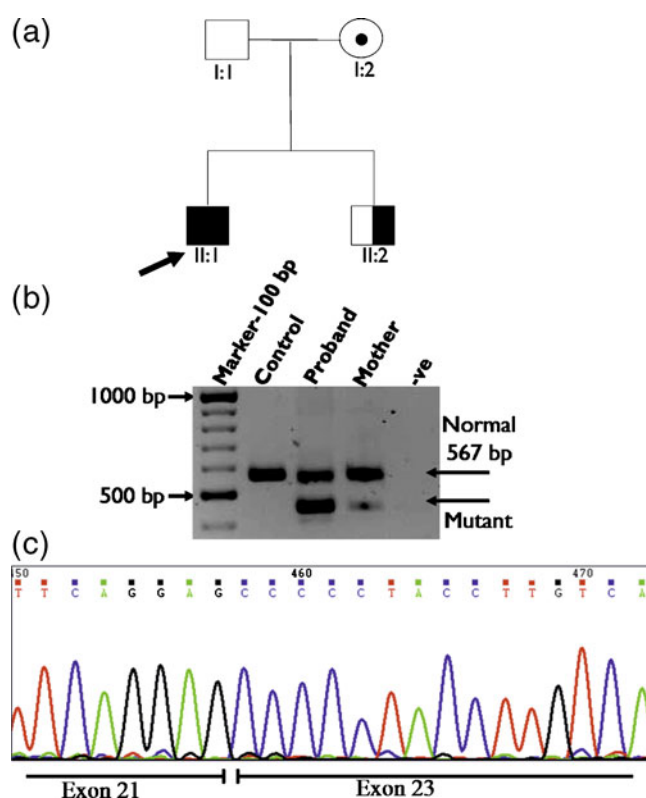 (a)
I:1
I:2
II:1
II:2
(b)
Marker-100 bp
Control
Proband
Mother
-ve
1000 bp
500 bp
Normal
567 bp
Mutant
(c)
460
470
T T C A G G A G C C C C C T A C C T T G T C A
Exon 21
Exon 23